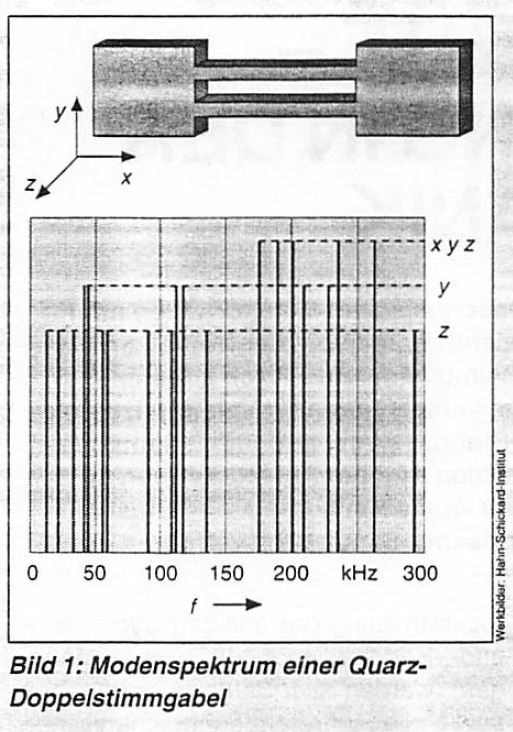 y
z
x
x y z
y
z
0 50 100 150 200 kHz 300
f
Werkbilder: Hahn-Schickard-Institut
Bild 1: Modenspektrum einer Quarz-
Doppelstimmgabel